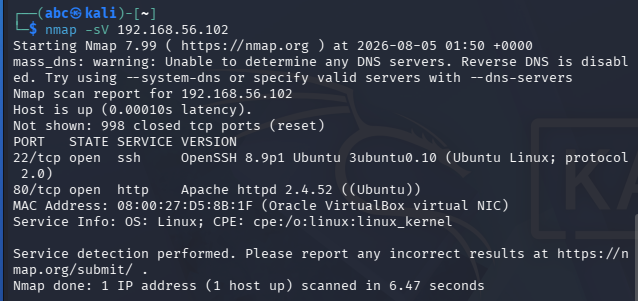 ┌──(abc㉿kali)-[~]
└─$ nmap -sV 192.168.56.102
Starting Nmap 7.99 ( https://nmap.org ) at 2026-08-05 01:50 +0000
mass_dns: warning: Unable to determine any DNS servers. Reverse DNS is disabl
ed. Try using --system-dns or specify valid servers with --dns-servers
Nmap scan report for 192.168.56.102
Host is up (0.00010s latency).
Not shown: 998 closed tcp ports (reset)
PORT   STATE SERVICE VERSION
22/tcp open  ssh     OpenSSH 8.9p1 Ubuntu 3ubuntu0.10 (Ubuntu Linux; protocol
 2.0)
80/tcp open  http    Apache httpd 2.4.52 ((Ubuntu))
MAC Address: 08:00:27:D5:8B:1F (Oracle VirtualBox virtual NIC)
Service Info: OS: Linux; CPE: cpe:/o:linux:linux_kernel

Service detection performed. Please report any incorrect results at https://n
map.org/submit/ .
Nmap done: 1 IP address (1 host up) scanned in 6.47 seconds
KA